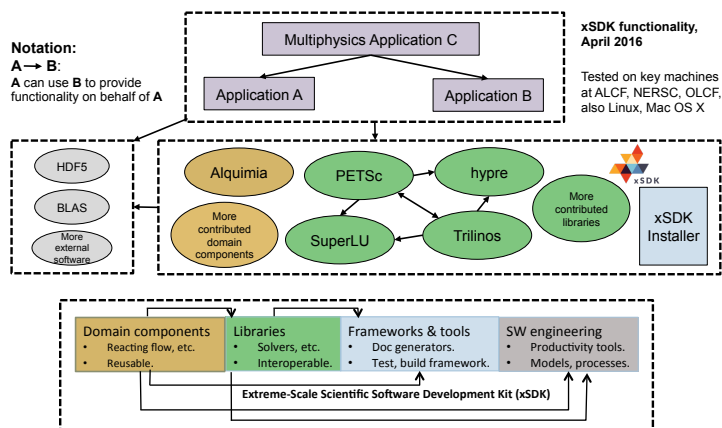 Notation:
A → B:
A can use B to provide
functionality on behalf of A
Multiphysics Application C
Application A
Application B
xSDK functionality,
April 2016
Tested on key machines
at ALCF, NERSC, OLCF,
also Linux, Mac OS X
HDF5
BLAS
More
external
software
Alquimia
More
contributed
domain
components
PETSc
hypre
SuperLU
Trilinos
More
contributed
libraries
xSDK
xSDK
Installer
Domain components
• Reacting flow, etc.
• Reusable.
Libraries
• Solvers, etc.
• Interoperable.
Frameworks & tools
• Doc generators.
• Test, build framework.
SW engineering
• Productivity tools.
• Models, processes.
Extreme-Scale Scientific Software Development Kit (xSDK)